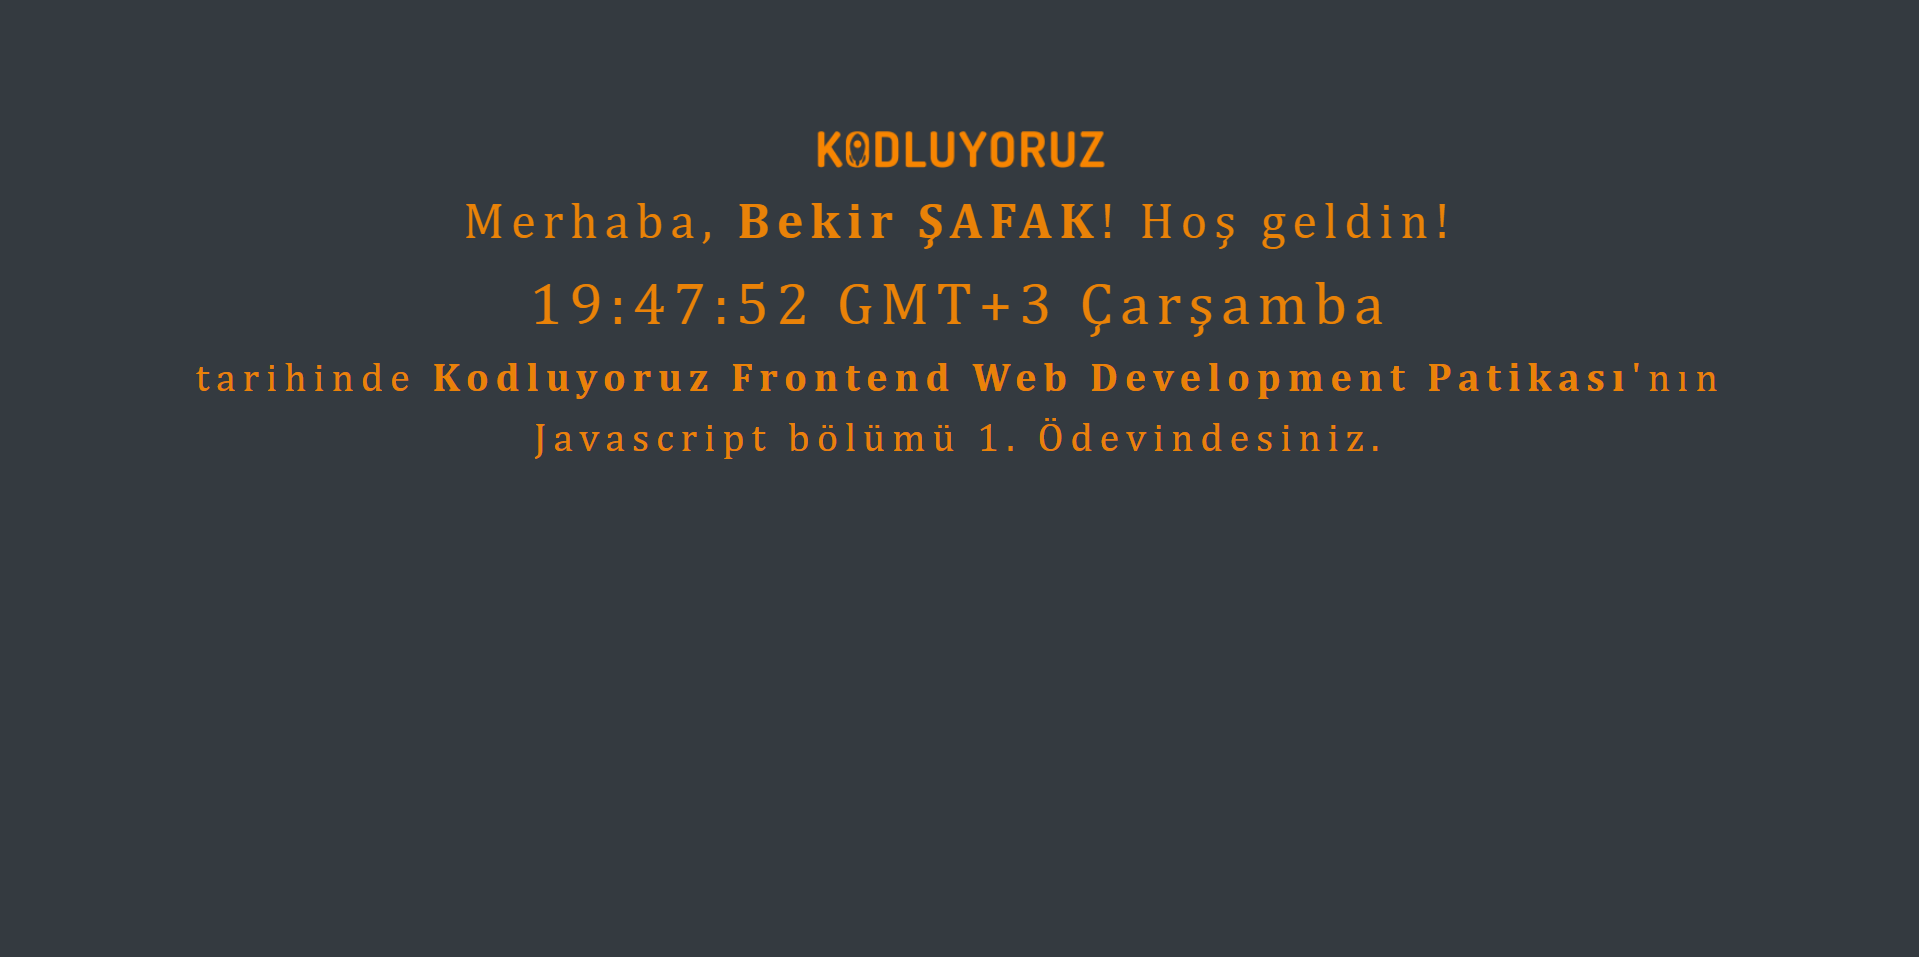 KODLUYORUZ
Merhaba, Bekir ŞAFAK! Hoş geldin!
19:47:52 GMT+3 Çarşamba
tarihinde Kodluyoruz Frontend Web Development Patikası'nın
Javascript bölümü 1. Ödevindesiniz.